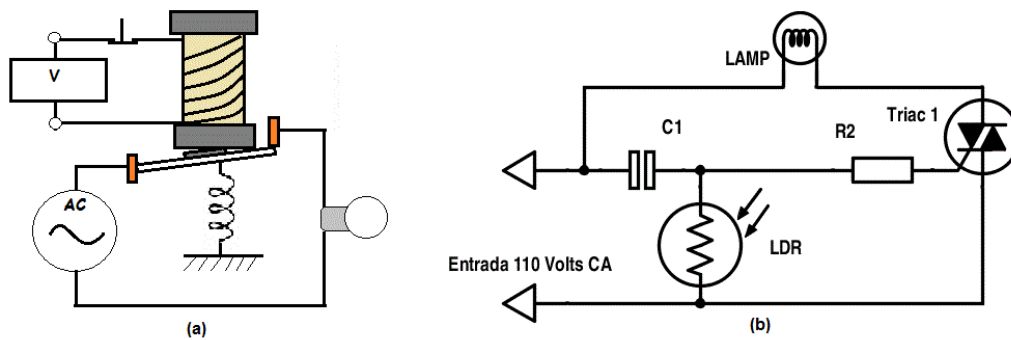 V
AC
(a)
LAMP
Triac 1
C1
R2
LDR
Entrada 110 Volts CA
(b)